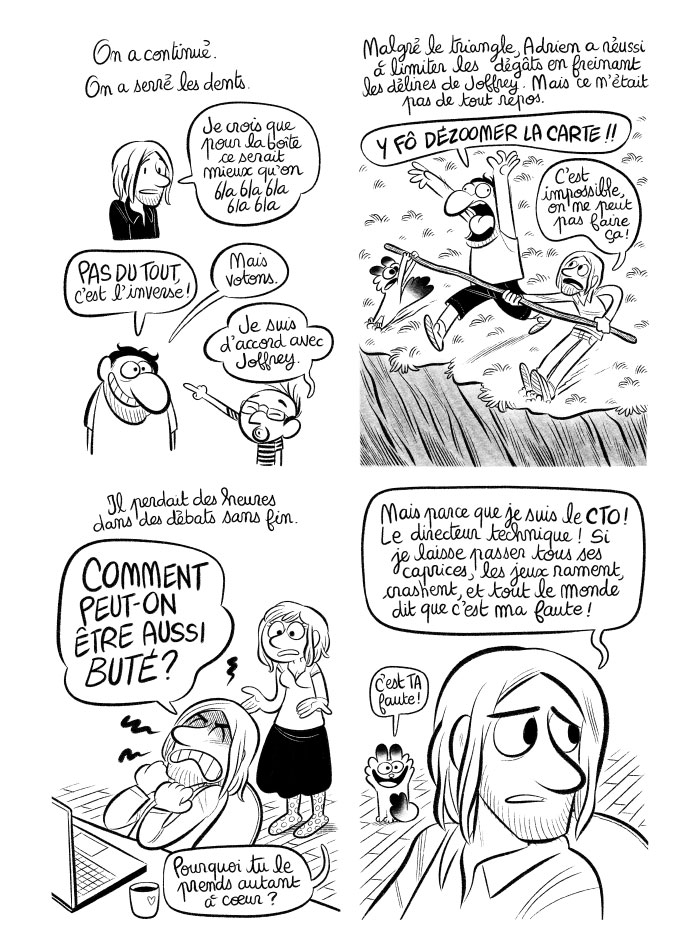 On a continué.
On a serré les dents.
Je crois que
pour la boîte
ce serait
mieux qu'on
bla bla bla
bla bla
PAS DU TOUT,
c'est l'inverse!
Mais
votons.
Je suis
d'accord avec
Joffrey.
Malgré le triangle, Adrien a réussi
à limiter les dégâts en freinant
les délires de Joffrey. Mais ce n'était
pas de tout repos.
Y FÔ DÉZOOMER LA CARTE!!
C'est
impossible,
on ne peut
pas faire
ça!
Il perdait des heures
dans des débats sans fin.
COMMENT
PEUT-ON
ÊTRE AUSSI
BUTÉ?
Pourquoi tu le
prends autant
à cœur?
Mais parce que je suis le CTO!
Le directeur technique! Si
je laisse passer tous ses
caprices, les jeux rament,
crashent, et tout le monde
dit que c'est ma faute!
C'est TA
faute!